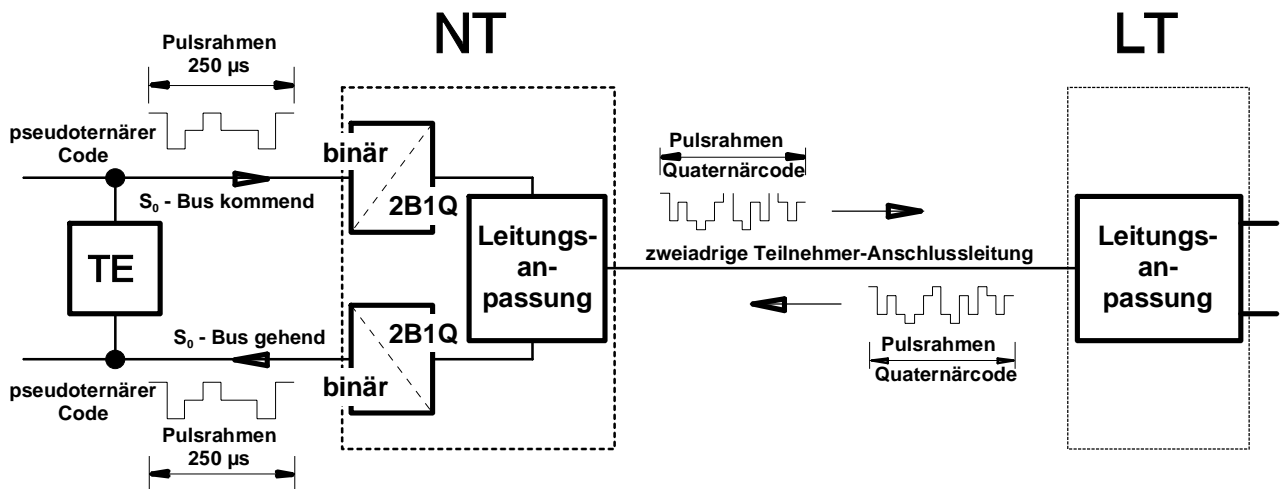 NT
LT
Pulsrahmen
250 µs
pseudoternärer
Code
S₀ - Bus kommend
binär
2B1Q
TE
Leitungs-
an-
passung
Pulsrahmen
Quaternärcode
zweiadrige Teilnehmer-Anschlussleitung
Leitungs-
an-
passung
Pulsrahmen
Quaternärcode
S₀ - Bus gehend
2B1Q
binär
pseudoternärer
Code
Pulsrahmen
250 µs